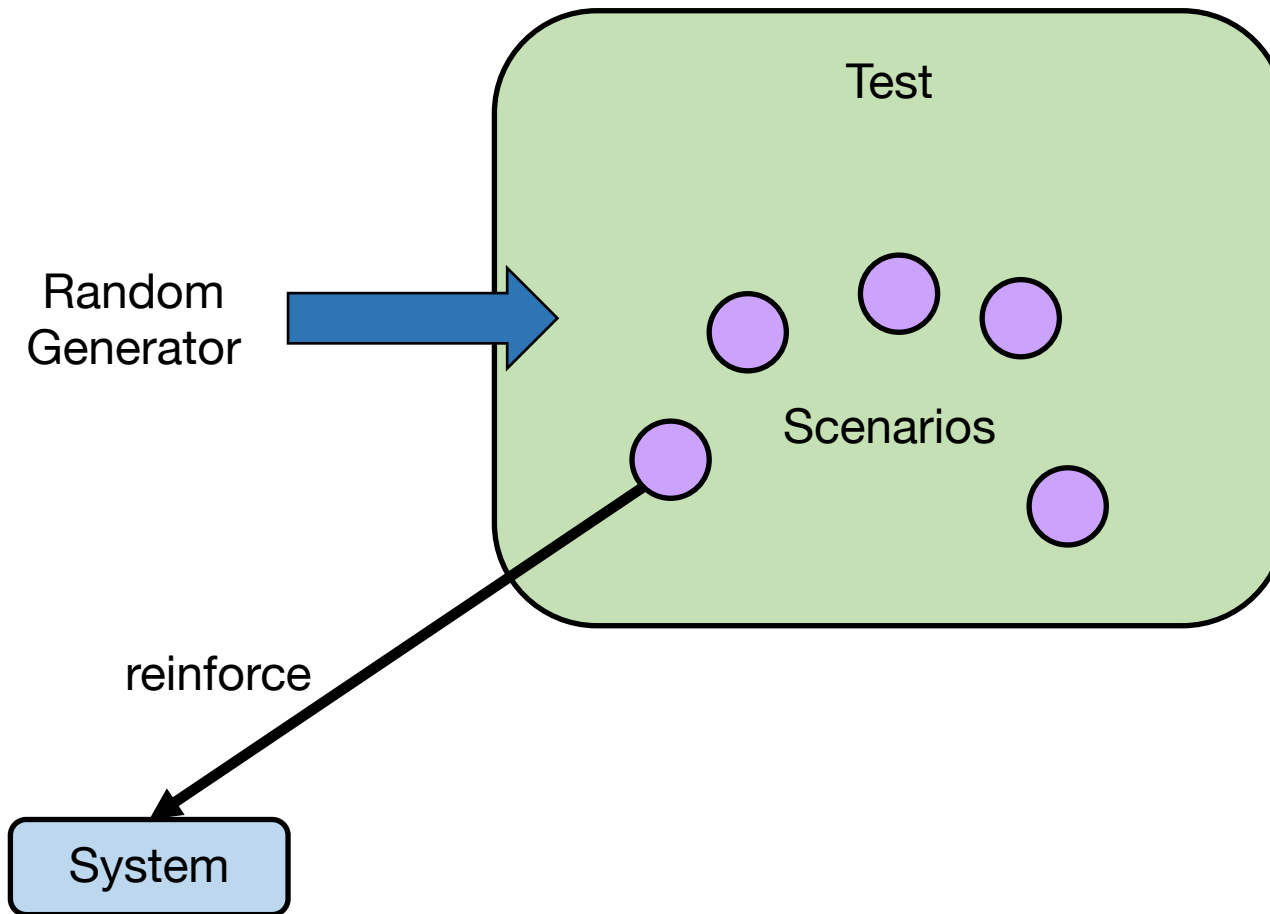 Test
Random
Generator
Scenarios
reinforce
System